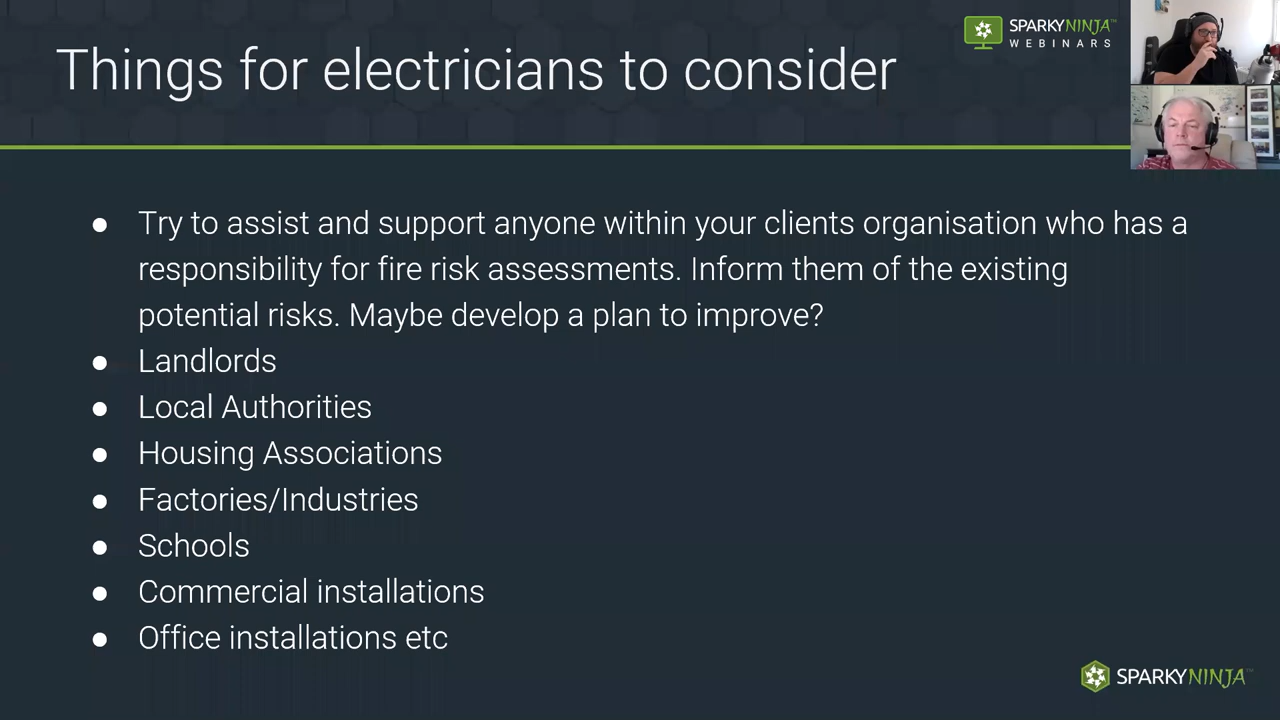 Things for electricians to consider
SPARKYNINJA™
WEBINARS
● Try to assist and support anyone within your clients organisation who has a
responsibility for fire risk assessments. Inform them of the existing
potential risks. Maybe develop a plan to improve?
● Landlords
● Local Authorities
● Housing Associations
● Factories/Industries
● Schools
● Commercial installations
● Office installations etc
SPARKYNINJA™